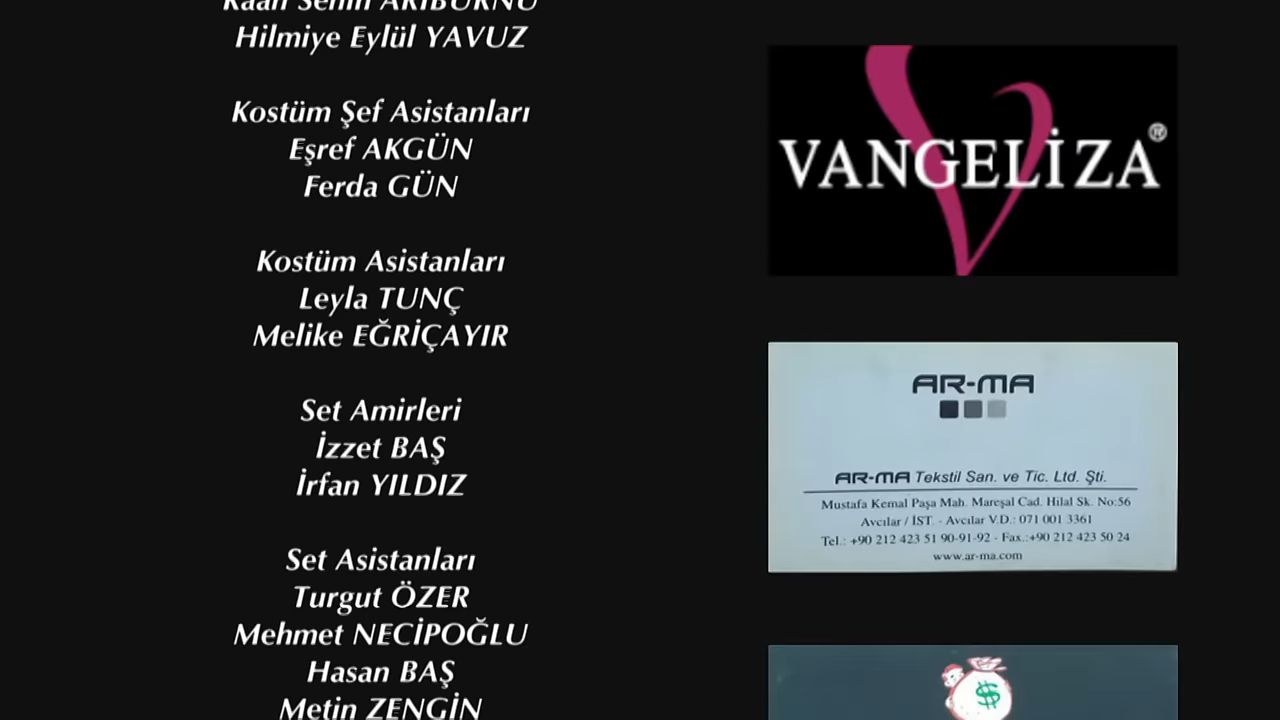 Hilmiye Eylül YAVUZ
Kostüm Şef Asistanları
Eşref AKGÜN
Ferda GÜN
Kostüm Asistanları
Leyla TUNÇ
Melike EĞRİÇAYIR
Set Amirleri
İzzet BAŞ
İrfan YILDIZ
Set Asistanları
Turgut ÖZER
Mehmet NECİPOĞLU
Hasan BAŞ
Metin ZENGİN
VANGELİZA®
AR-MA
AR-MA Tekstil San. ve Tic. Ltd. Şti.
Mustafa Kemal Paşa Mah. Mareşal Cad. Hilal Sk. No:56
Avcılar / İST. - Avcılar V.D.: 071 001 3361
Tel.: +90 212 423 51 90-91-92 - Fax.:+90 212 423 50 24
www.ar-ma.com
$